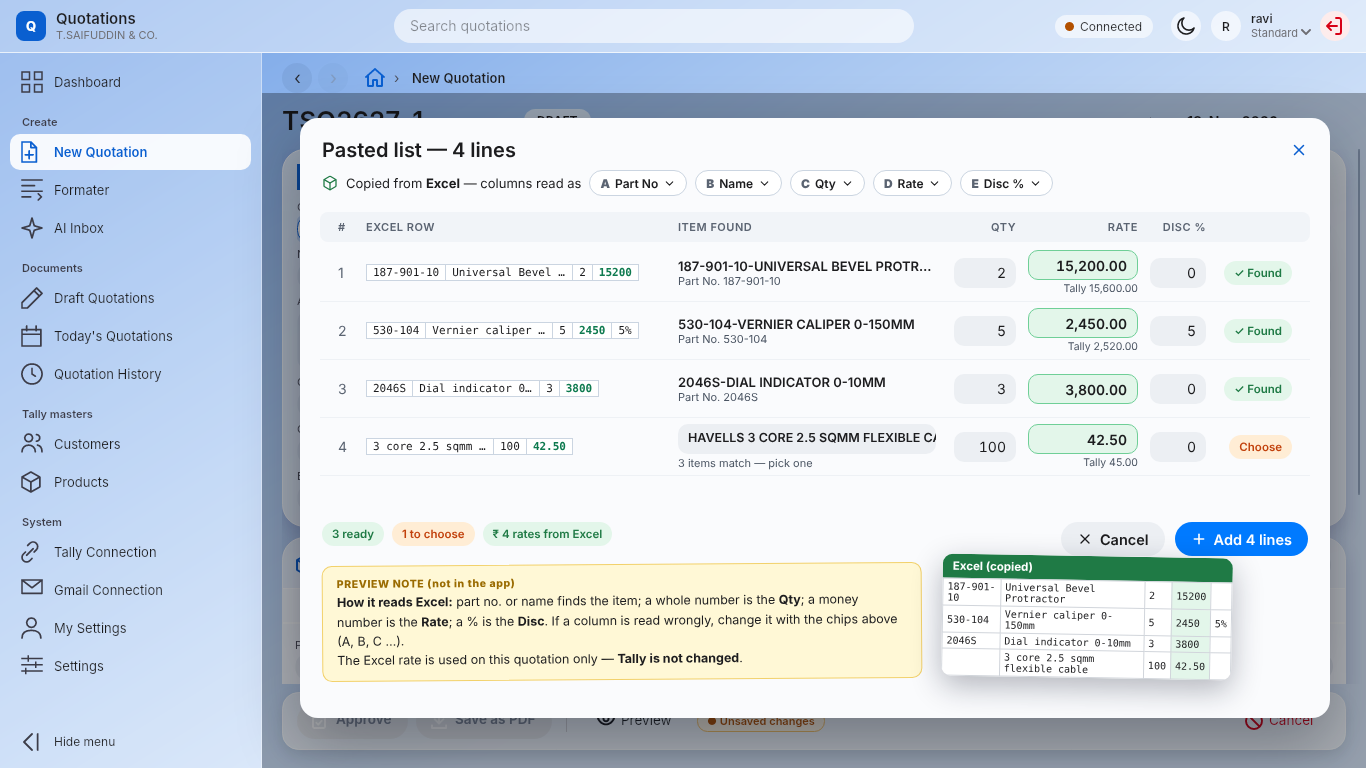 Q
Quotations
T.SAIFUDDIN & CO.
Search quotations
Connected
R
ravi
Standard
Dashboard
Create
New Quotation
Formater
AI Inbox
Documents
Draft Quotations
Today's Quotations
Quotation History
Tally masters
Customers
Products
System
Tally Connection
Gmail Connection
My Settings
Settings
Hide menu
‹ › › New Quotation
Pasted list — 4 lines
Copied from Excel — columns read as A Part No B Name C Qty D Rate E Disc %
# EXCEL ROW ITEM FOUND QTY RATE DISC %
1 187-901-10 Universal Bevel … 2 15200 187-901-10-UNIVERSAL BEVEL PROTR… 2 15,200.00 0 ✓ Found
Part No. 187-901-10 Tally 15,600.00
2 530-104 Vernier caliper … 5 2450 5% 530-104-VERNIER CALIPER 0-150MM 5 2,450.00 5 ✓ Found
Part No. 530-104 Tally 2,520.00
3 2046S Dial indicator 0… 3 3800 2046S-DIAL INDICATOR 0-10MM 3 3,800.00 0 ✓ Found
Part No. 2046S
4 3 core 2.5 sqmm … 100 42.50 HAVELLS 3 CORE 2.5 SQMM FLEXIBLE CA 100 42.50 0 Choose
3 items match — pick one Tally 45.00
3 ready 1 to choose ₹ 4 rates from Excel
× Cancel + Add 4 lines
PREVIEW NOTE (not in the app)
How it reads Excel: part no. or name finds the item; a whole number is the Qty; a money
number is the Rate; a % is the Disc. If a column is read wrongly, change it with the chips above
(A, B, C …).
The Excel rate is used on this quotation only — Tally is not changed.
Excel (copied)
187-901-10 Universal Bevel Protractor 2 15200
530-104 Vernier caliper 0-150mm 5 2450 5%
2046S Dial indicator 0-10mm 3 3800
3 core 2.5 sqmm flexible cable 100 42.50
Approve Save as PDF Preview Unsaved changes Cancel